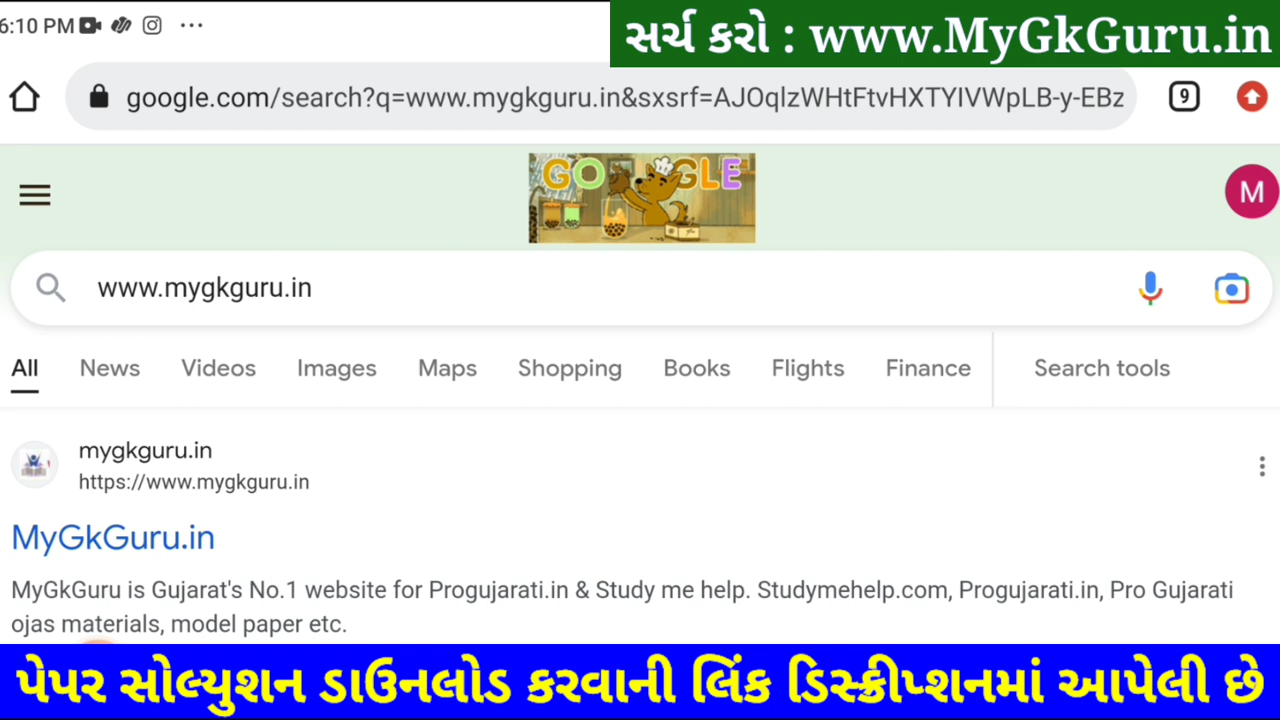 6:10 PM
સર્ચ કરો : www.MyGkGuru.in
google.com/search?q=www.mygkguru.in&sxsrf=AJOqlzWHtFtvHXTYIVWpLB-y-EBz
9
GOOGLE
M
www.mygkguru.in
All News Videos Images Maps Shopping Books Flights Finance Search tools
mygkguru.in
https://www.mygkguru.in
MyGkGuru.in
MyGkGuru is Gujarat's No.1 website for Progujarati.in & Study me help. Studymehelp.com, Progujarati.in, Pro Gujarati
ojas materials, model paper etc.
પેપર સોલ્યુશન ડાઉનલોડ કરવાની લિંક ડિસ્ક્રીપ્શનમાં આપેલી છે